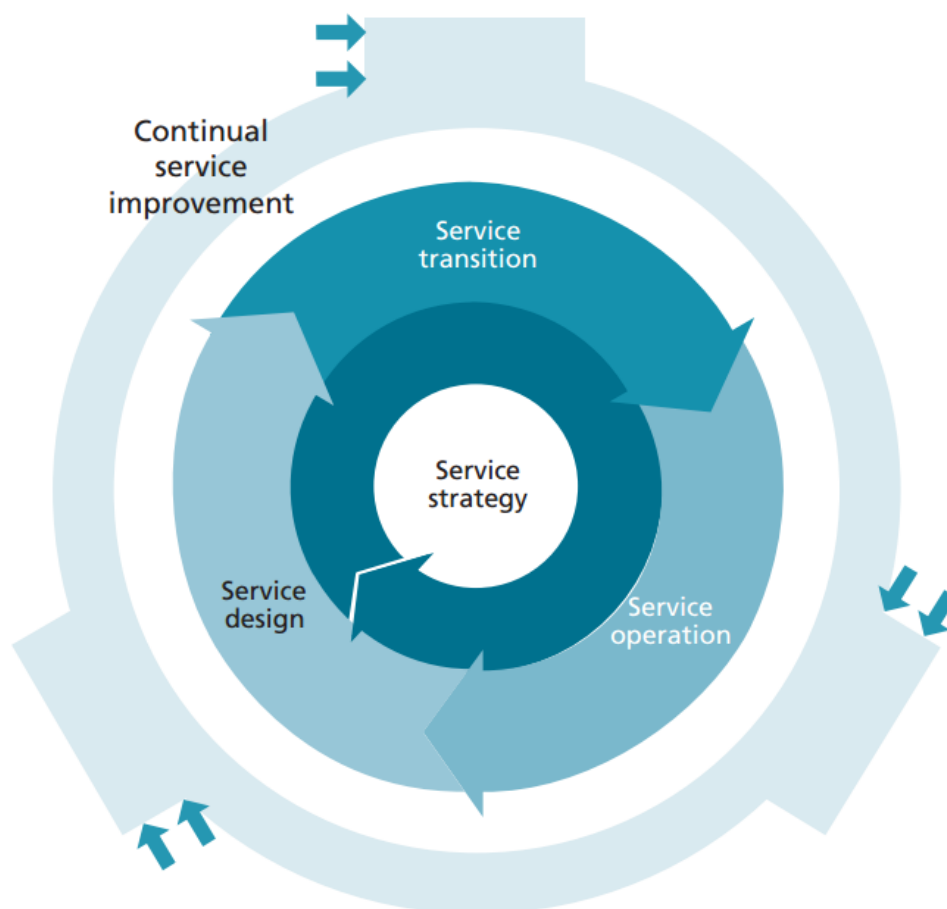 Continual
service
improvement
Service
transition
Service
strategy
Service
design
Service
operation